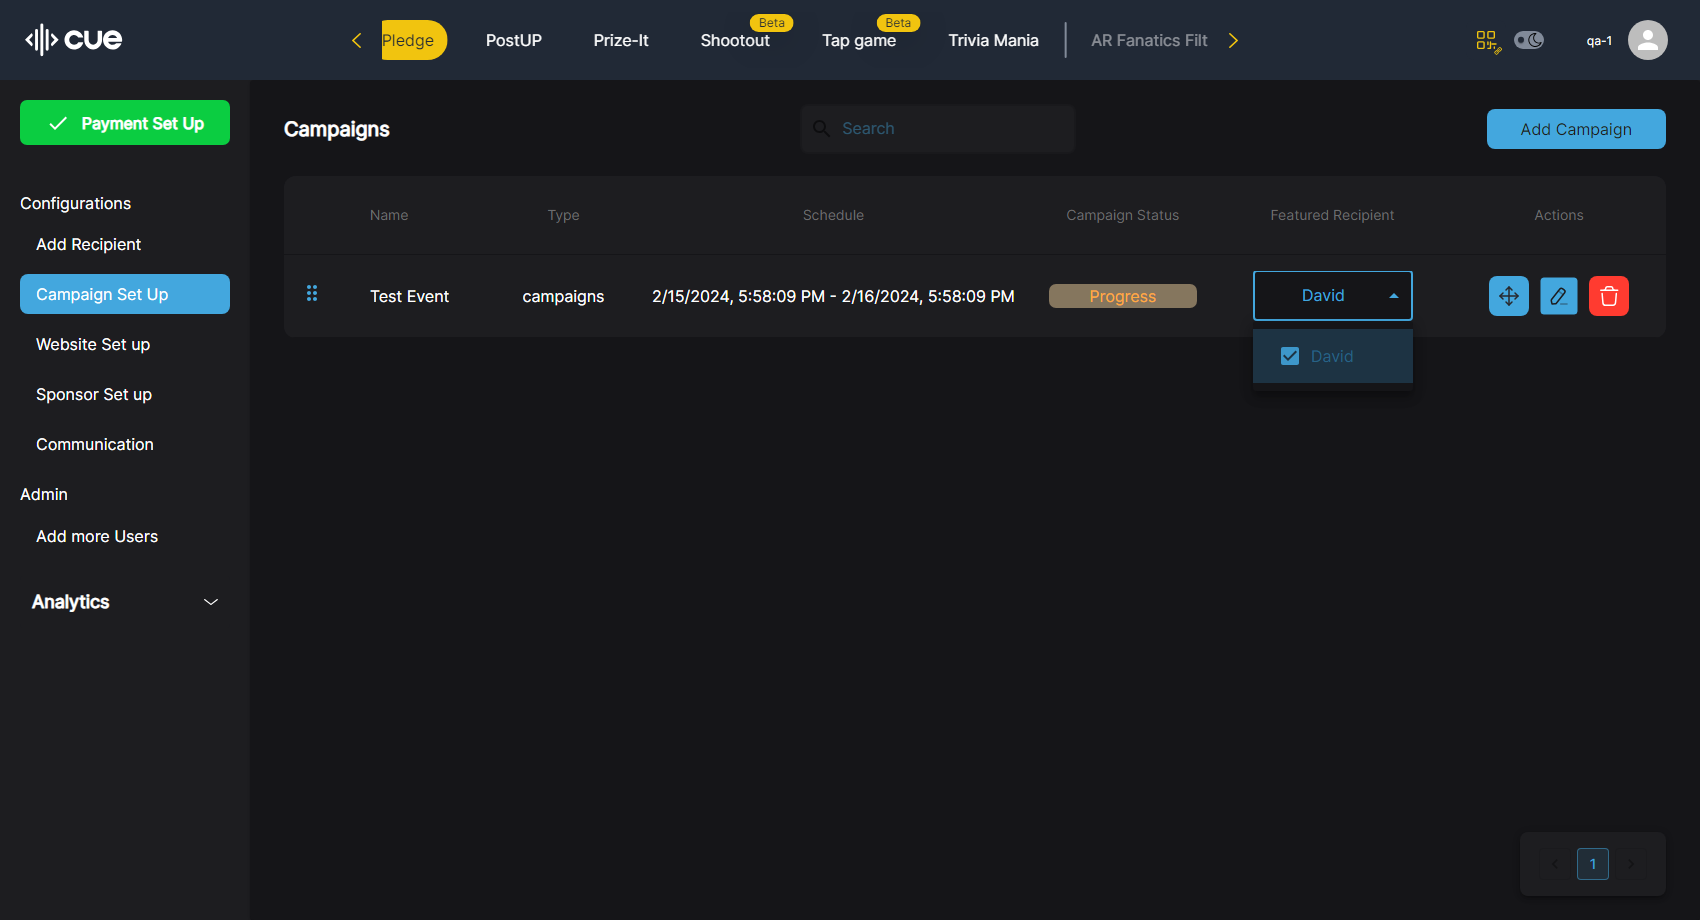 cue
Pledge
PostUP
Prize-It
Beta
Shootout
Beta
Tap game
Trivia Mania
AR Fanatics Filt
qa-1
Payment Set Up
Configurations
Add Recipient
Campaign Set Up
Website Set up
Sponsor Set up
Communication
Admin
Add more Users
Analytics
Campaigns
Search
Add Campaign
Name Type Schedule Campaign Status Featured Recipient Actions
Test Event campaigns 2/15/2024, 5:58:09 PM - 2/16/2024, 5:58:09 PM Progress David
David
1